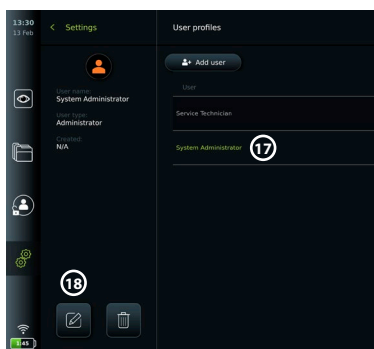 13:30
13 Feb
< Settings
User name:
System Administrator
User type:
Administrator
Created:
N/A
18
1:45
User profiles
Add user
User
Service Technician
System Administrator
17